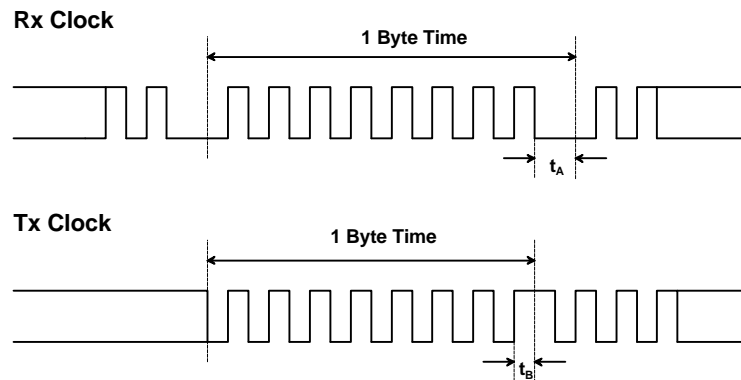 Rx Clock
1 Byte Time
tA
Tx Clock
1 Byte Time
tB